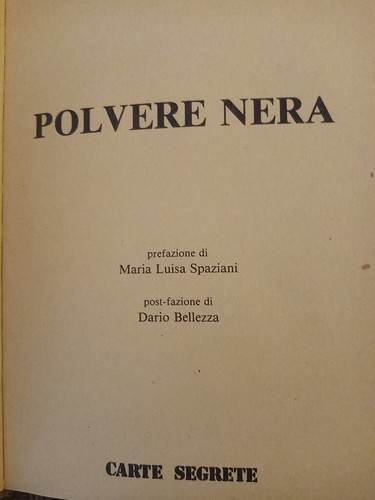 POLVERE NERA
prefazione di
Maria Luisa Spaziani
post-fazione di
Dario Bellezza
CARTE SEGRETE